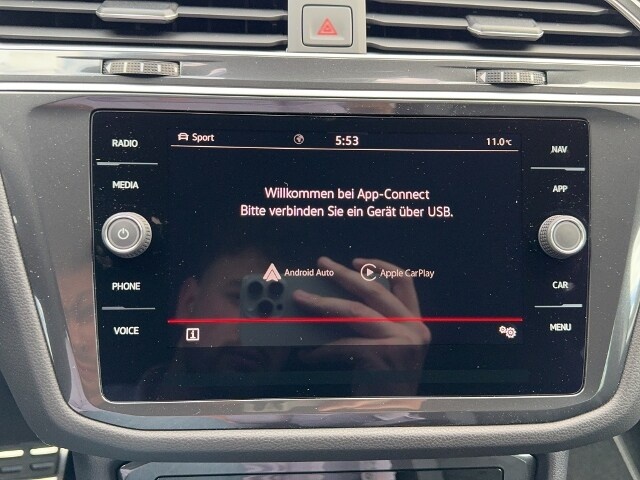 RADIO
MEDIA
PHONE
VOICE
Sport
5:53
11.0°C
Willkommen bei App-Connect
Bitte verbinden Sie ein Gerät über USB.
Android Auto
Apple CarPlay
i
NAV
APP
CAR
MENU